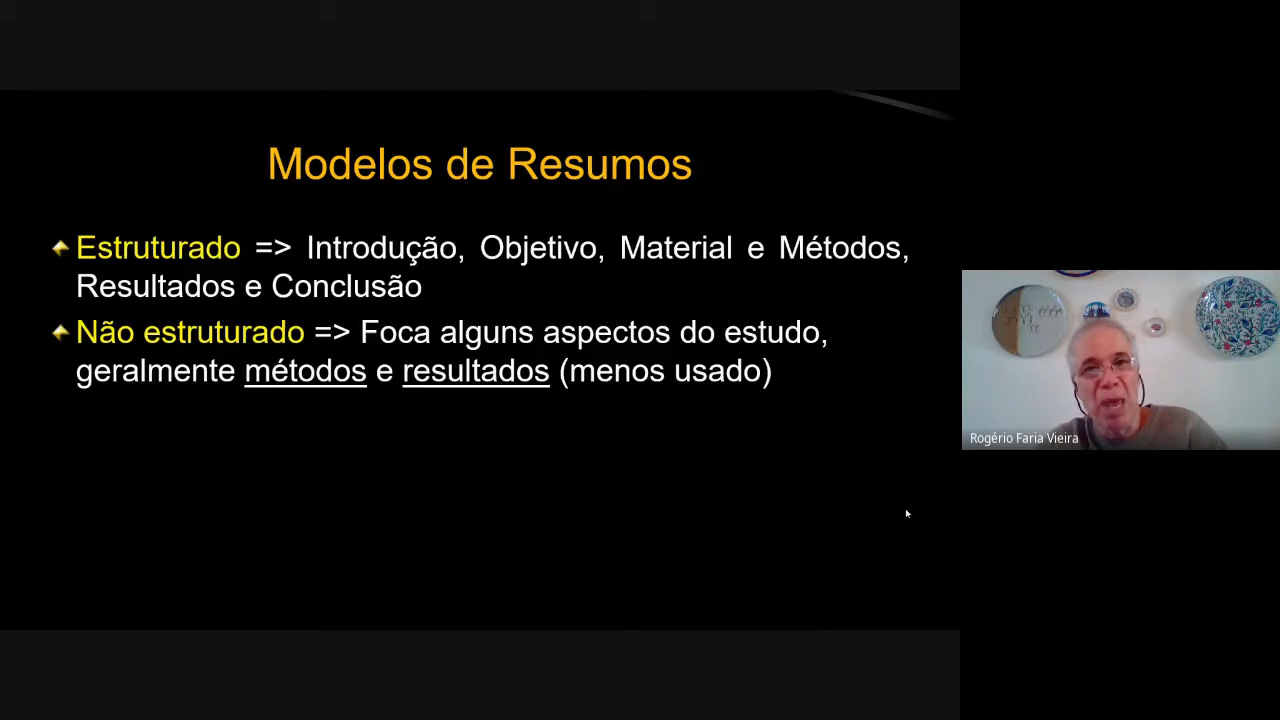 Modelos de Resumos
Estruturado => Introdução, Objetivo, Material e Métodos,
Resultados e Conclusão
Não estruturado => Foca alguns aspectos do estudo,
geralmente métodos e resultados (menos usado)
Rogério Faria Vieira